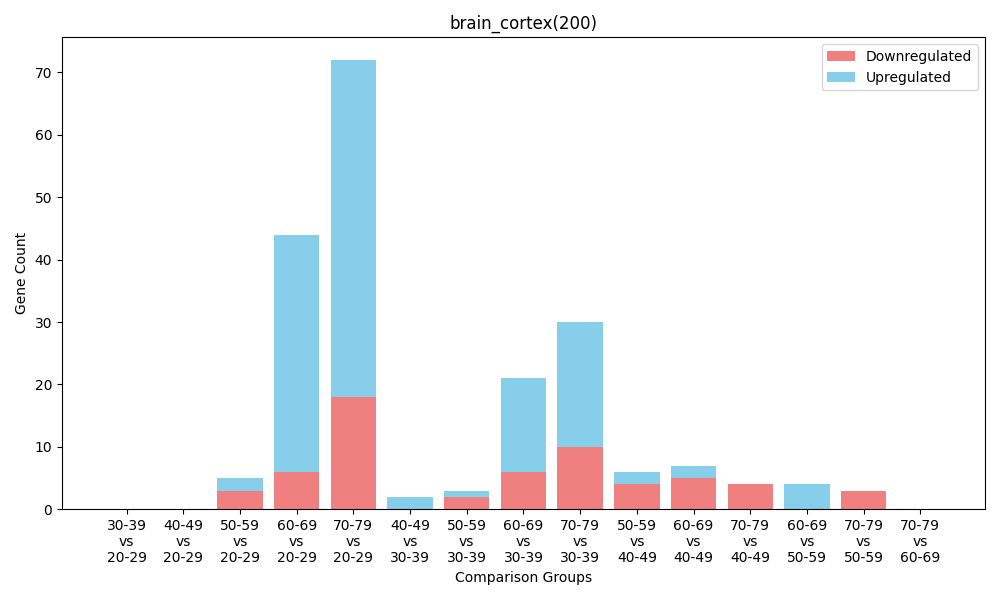 brain_cortex(200)
Downregulated
Upregulated
Gene Count
70
60
50
40
30
20
10
0
30-39 40-49 50-59 60-69 70-79 40-49 50-59 60-69 70-79 50-59 60-69 70-79 60-69 70-79 70-79
vs vs vs vs vs vs vs vs vs vs vs vs vs vs vs
20-29 20-29 20-29 20-29 20-29 30-39 30-39 30-39 30-39 40-49 40-49 40-49 50-59 50-59 60-69
Comparison Groups